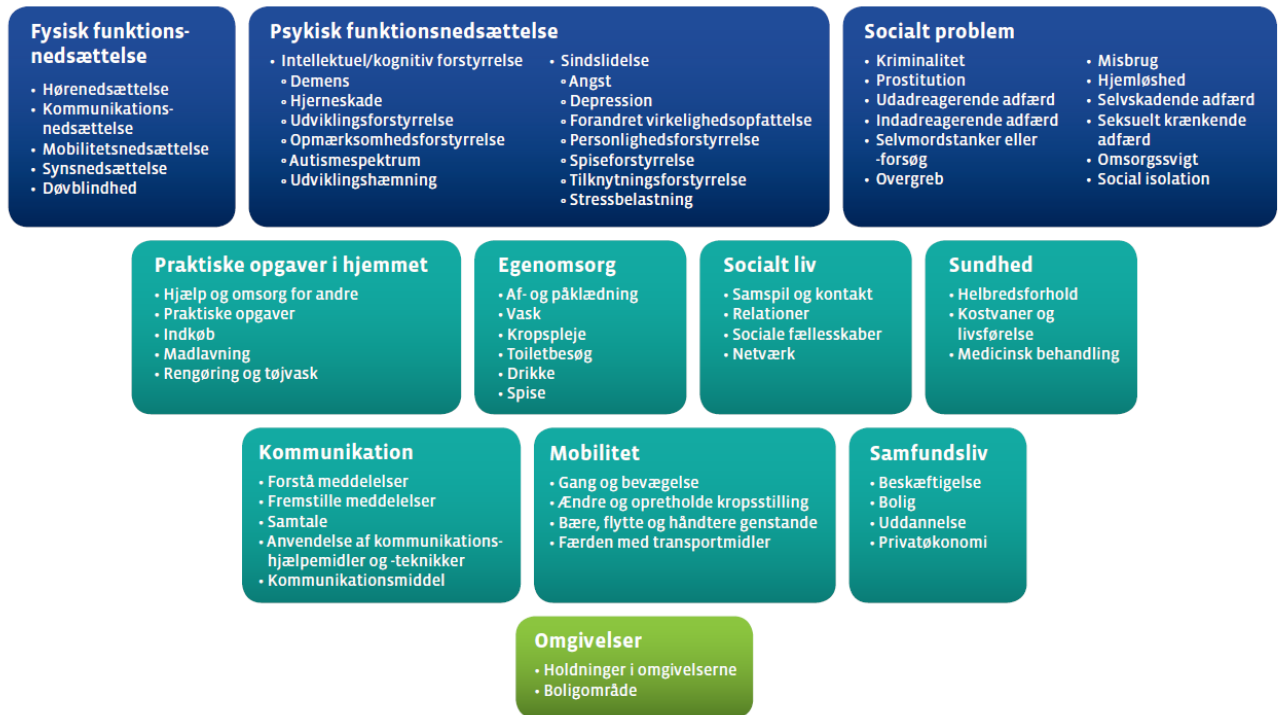 Fysisk funktions-
nedsættelse
• Hørenedsættelse
• Kommunikations-
nedsættelse
• Mobilitetsnedsættelse
• Synsnedsættelse
• Døvblindhed
Psykisk funktionsnedsættelse
• Intellektuel/kognitiv forstyrrelse
• Demens
• Hjerneskade
• Udviklingsforstyrrelse
• Opmærksomhedsforstyrrelse
• Autismespektrum
• Udviklingshæmning
• Sindslidelse
• Angst
• Depression
• Forandret virkelighedsopfattelse
• Personlighedsforstyrrelse
• Spiseforstyrrelse
• Tilknytningsforstyrrelse
• Stressbelastning
Socialt problem
• Kriminalitet
• Prostitution
• Udadreagerende adfærd
• Indadreagerende adfærd
• Selvmordstanker eller
-forsøg
• Overgreb
• Misbrug
• Hjemløshed
• Selvskadende adfærd
• Seksuelt krænkende
adfærd
• Omsorgssvigt
• Social isolation
Praktiske opgaver i hjemmet
• Hjælp og omsorg for andre
• Praktiske opgaver
• Indkøb
• Madlavning
• Rengøring og tøjvask
Egenomsorg
• Af- og påklædning
• Vask
• Kropspleje
• Toiletbesøg
• Drikke
• Spise
Socialt liv
• Samspil og kontakt
• Relationer
• Sociale fællesskaber
• Netværk
Sundhed
• Helbredsforhold
• Kostvaner og
livsførelse
• Medicinsk behandling
Kommunikation
• Forstå meddelelser
• Fremstille meddelelser
• Samtale
• Anvendelse af kommunikations-
hjælpemidler og -teknikker
• Kommunikationsmiddel
Mobilitet
• Gang og bevægelse
• Ændre og opretholde kropsstilling
• Bære, flytte og håndtere genstande
• Færden med transportmidler
Samfundsliv
• Beskæftigelse
• Bolig
• Uddannelse
• Privatøkonomi
Omgivelser
• Holdninger i omgivelserne
• Boligområde